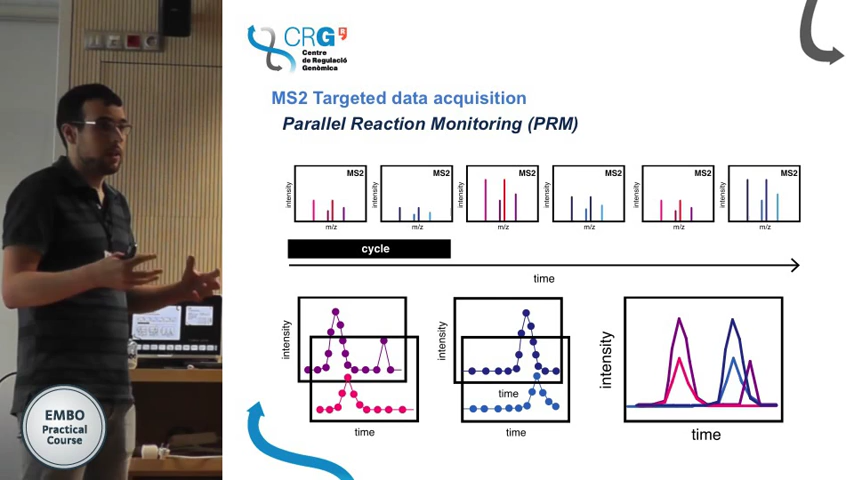 CRG
Centre
de Regulació
Genòmica
MS2 Targeted data acquisition
Parallel Reaction Monitoring (PRM)
MS2
MS2
MS2
MS2
MS2
MS2
intensity
intensity
intensity
intensity
intensity
intensity
m/z
m/z
m/z
m/z
m/z
m/z
cycle
time
intensity
intensity
intensity
time
time
time
time
EMBO
Practical
Course